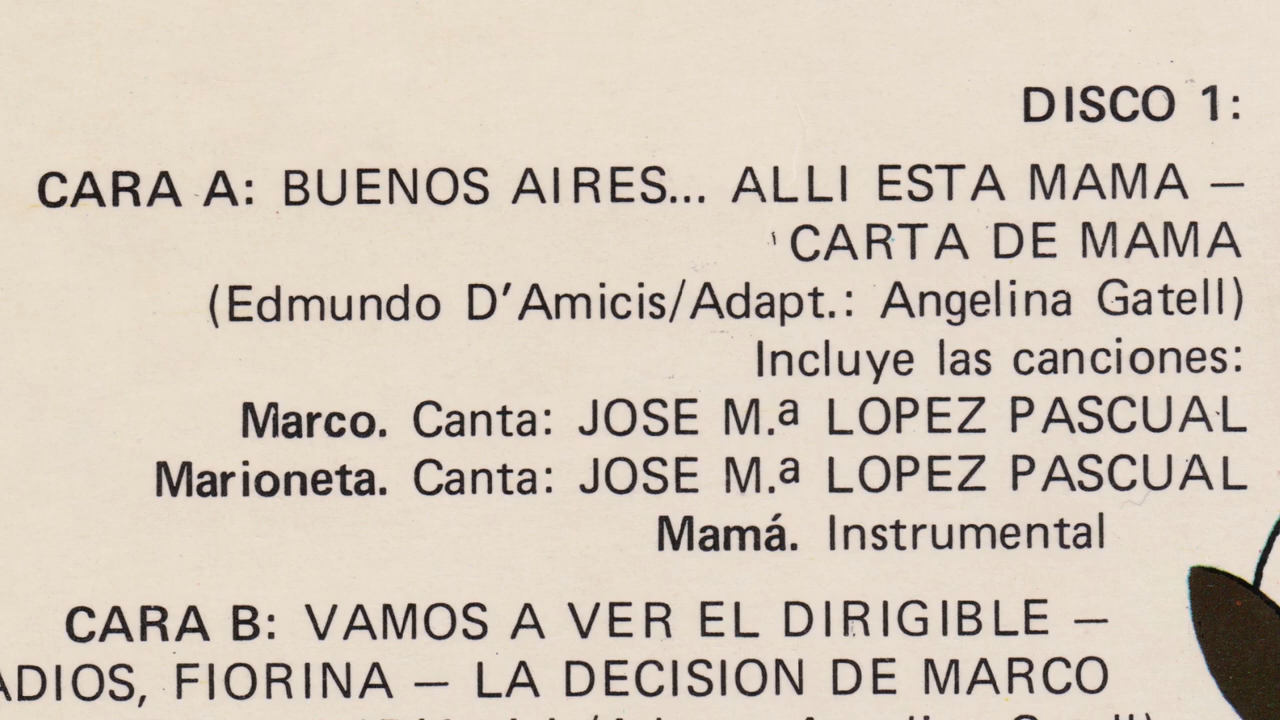 DISCO 1:
CARA A: BUENOS AIRES... ALLI ESTA MAMA –
CARTA DE MAMA
(Edmundo D'Amicis/Adapt.: Angelina Gatell)
Incluye las canciones:
Marco. Canta: JOSE M.ª LOPEZ PASCUAL
Marioneta. Canta: JOSE M.ª LOPEZ PASCUAL
Mamá. Instrumental
CARA B: VAMOS A VER EL DIRIGIBLE –
ADIOS, FIORINA – LA DECISION DE MARCO